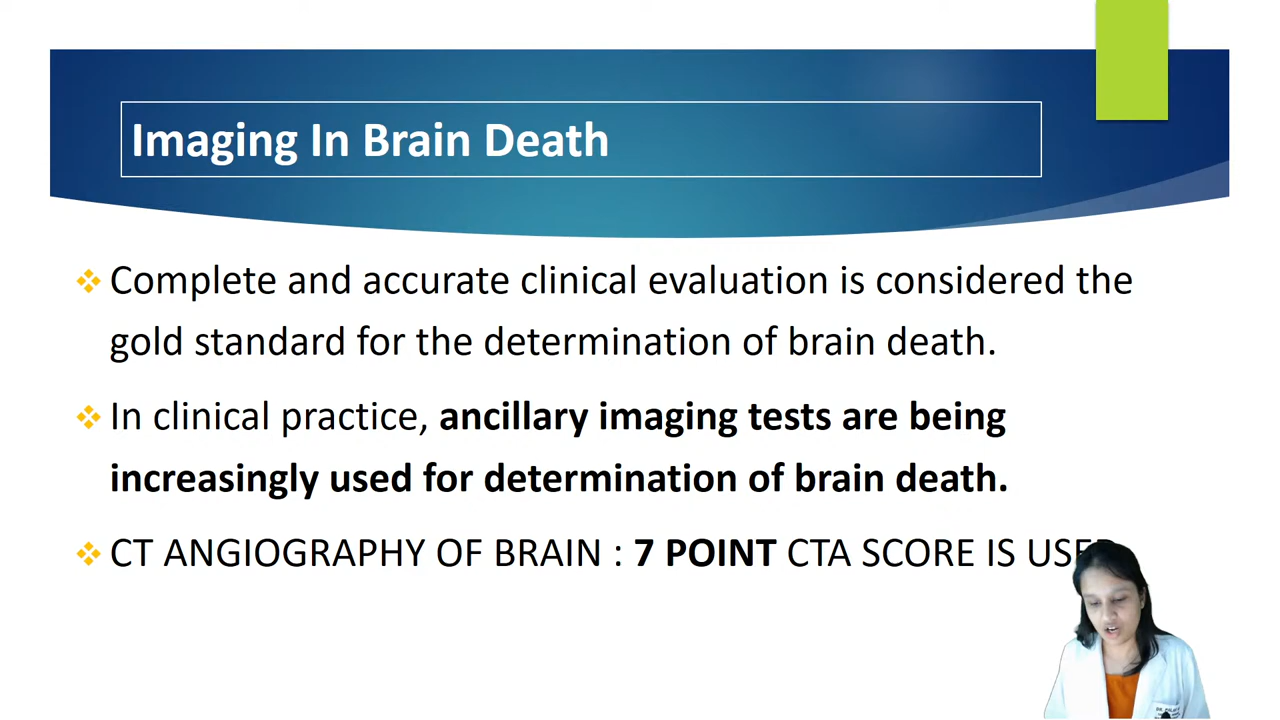 Imaging In Brain Death
Complete and accurate clinical evaluation is considered the
gold standard for the determination of brain death.
In clinical practice, ancillary imaging tests are being
increasingly used for determination of brain death.
CT ANGIOGRAPHY OF BRAIN : 7 POINT CTA SCORE IS USED